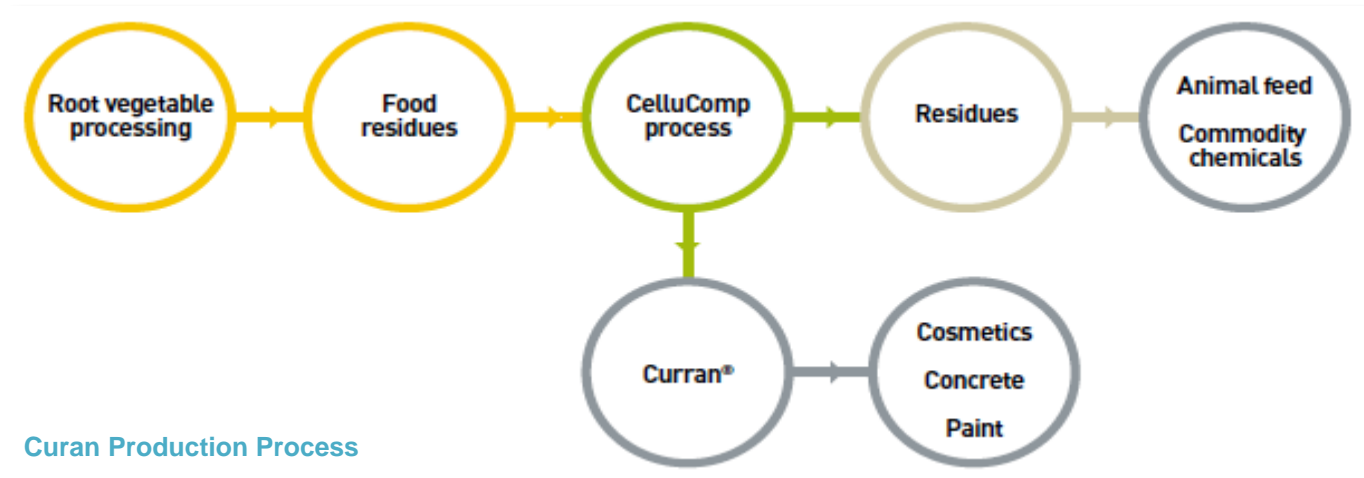 Root vegetable
processing
Food
residues
CelluComp
process
Residues
Animal feed
Commodity
chemicals
Curran®
Cosmetics
Concrete
Paint
Curan Production Process